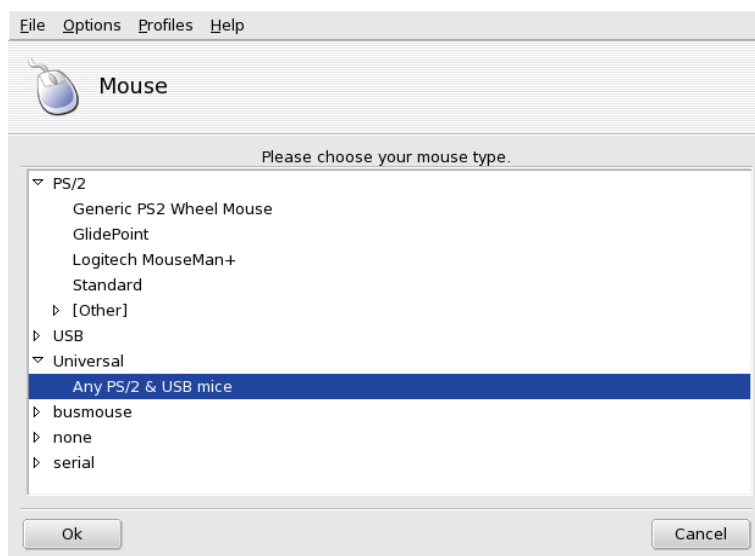 File Options Profiles Help
Mouse
Please choose your mouse type.
PS/2
Generic PS2 Wheel Mouse
GlidePoint
Logitech MouseMan+
Standard
[Other]
USB
Universal
Any PS/2 & USB mice
busmouse
none
serial
Ok Cancel